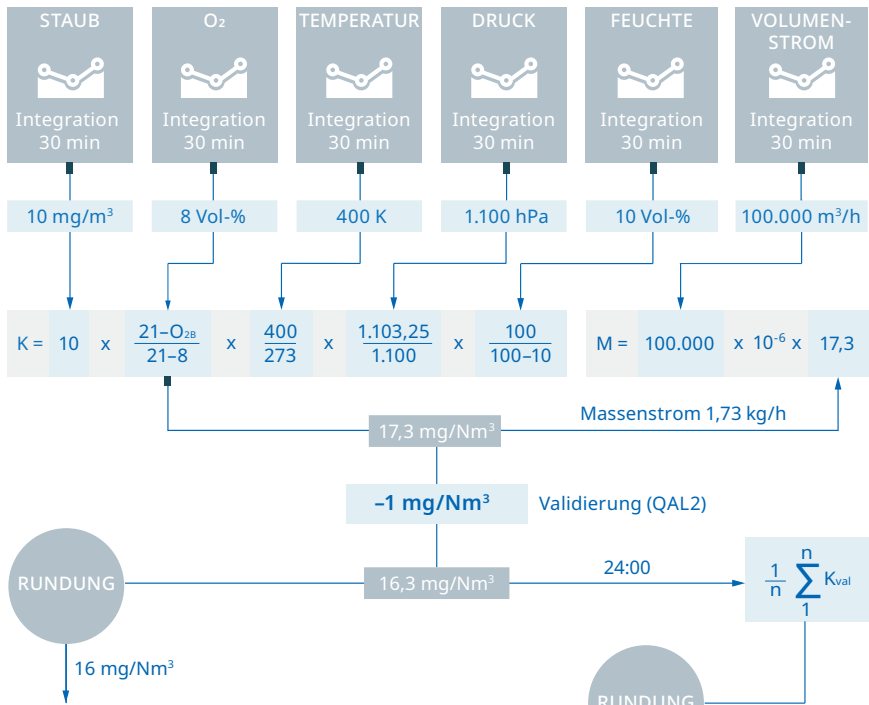 STAUB
Integration
30 min
O₂
Integration
30 min
TEMPERATUR
Integration
30 min
DRUCK
Integration
30 min
FEUCHTE
Integration
30 min
VOLUMEN-
STROM
Integration
30 min
10 mg/m³
8 Vol-%
400 K
1.100 hPa
10 Vol-%
100.000 m³/h
K = 10 x (21–O₂B)/(21–8) x 400/273 x 1.103,25/1.100 x 100/(100–10)
M = 100.000 x 10⁻⁶ x 17,3
Massenstrom 1,73 kg/h
17,3 mg/Nm³
–1 mg/Nm³ Validierung (QAL2)
RUNDUNG
16,3 mg/Nm³
24:00
1/n
n
∑ Kval
1
16 mg/Nm³
RUNDUNG